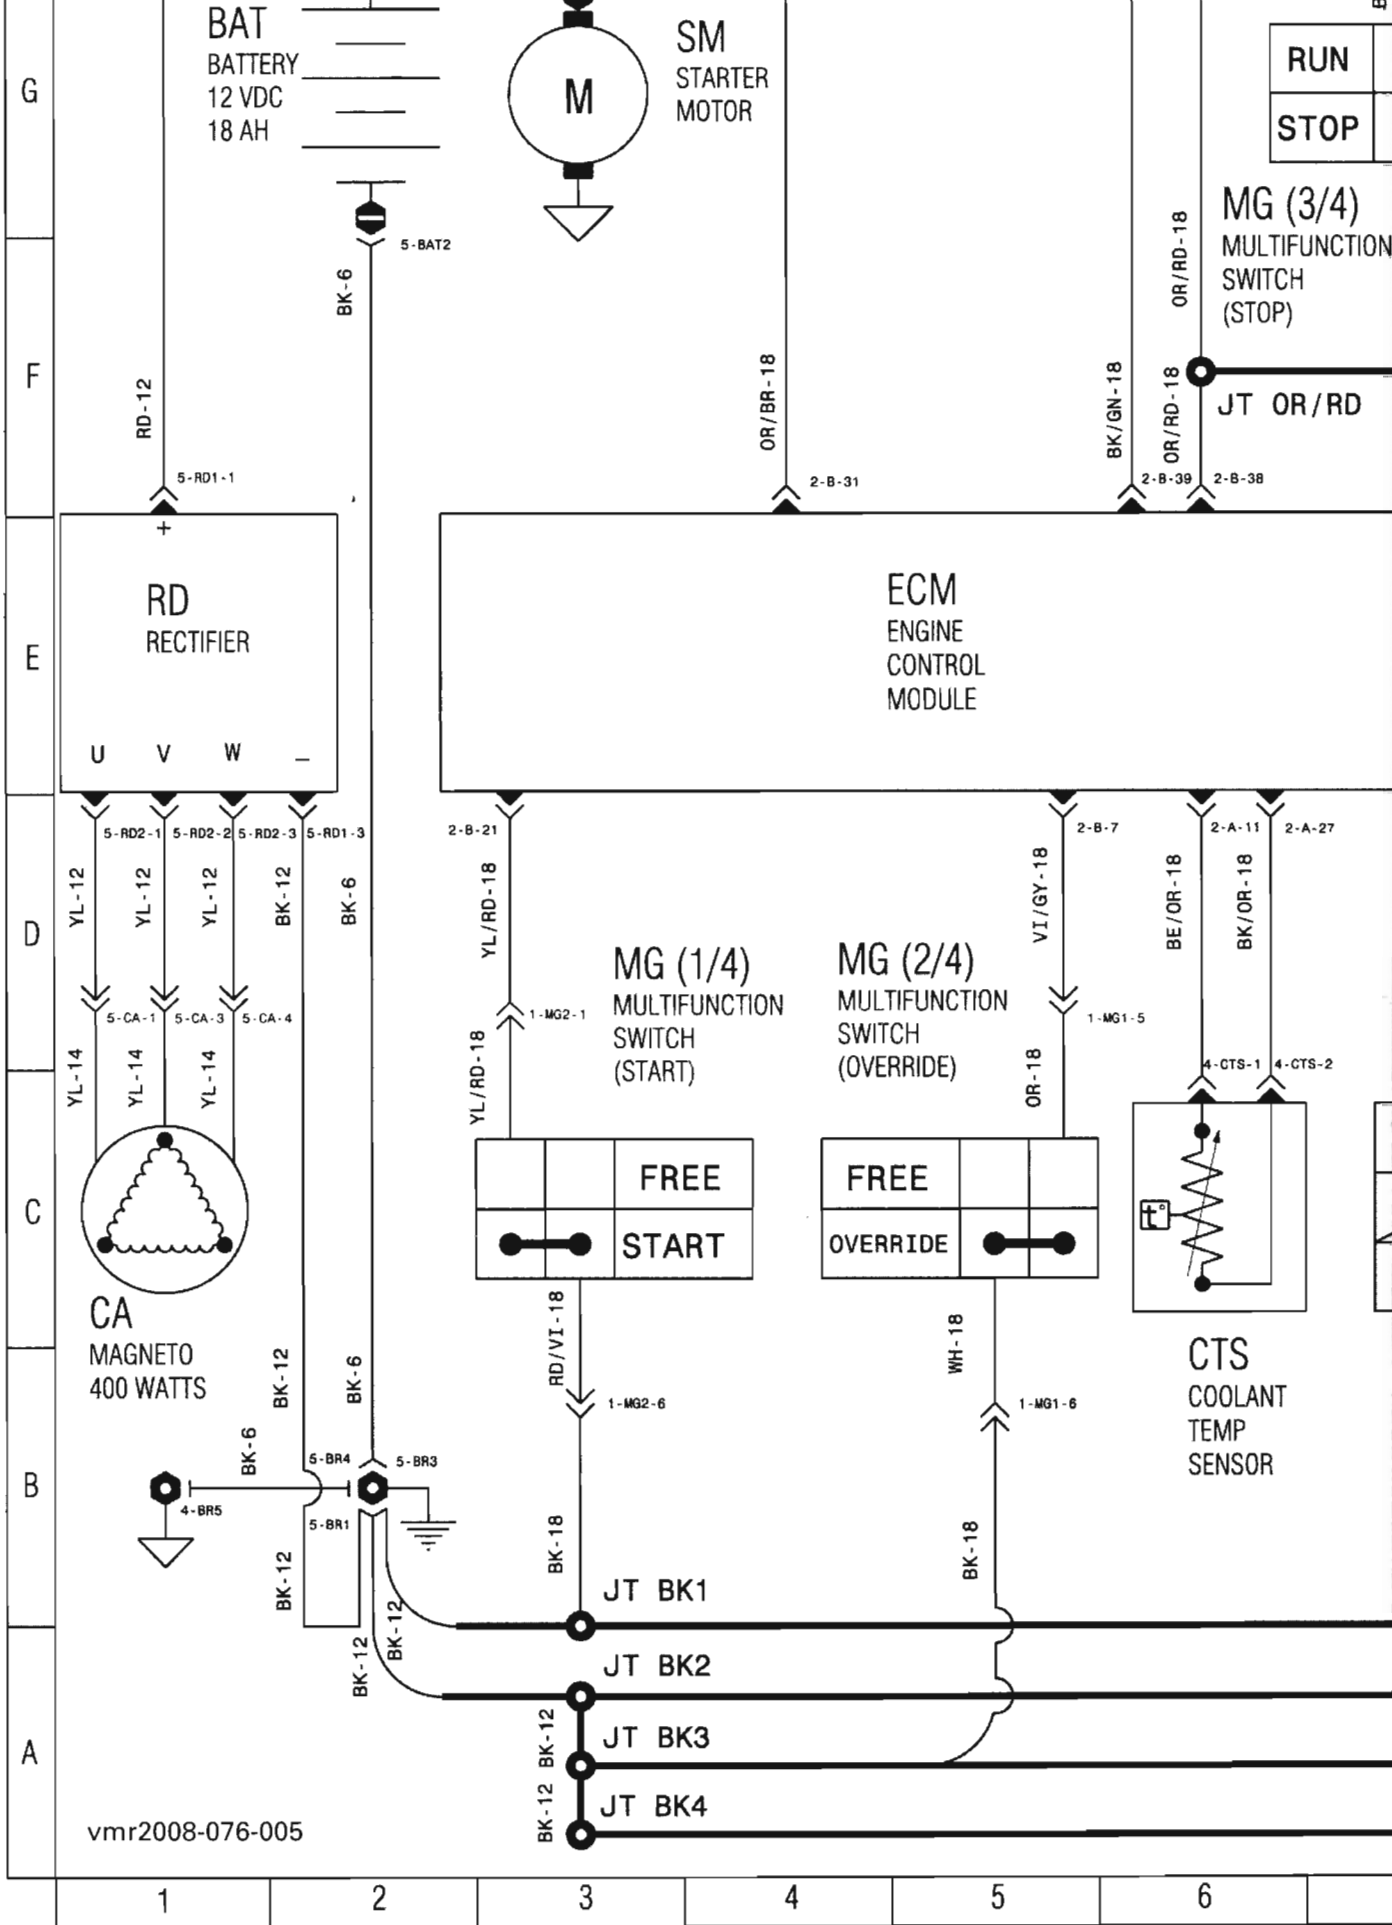 G
BAT
BATTERY
12 VDC
18 AH
M
SM
STARTER
MOTOR
RUN
STOP
MG (3/4)
MULTIFUNCTION
SWITCH
(STOP)
OR/RD-18
5-BAT2
BK-6
F
RD-12
OR/BR-18
BK/GN-18
OR/RD-18
JT OR/RD
5-RD1-1
2-B-31
2-B-39
2-B-38
E
+
RD
RECTIFIER
U V W –
ECM
ENGINE
CONTROL
MODULE
D
5-RD2-1
5-RD2-2
5-RD2-3
5-RD1-3
2-B-21
2-B-7
2-A-11
2-A-27
YL-12
YL-12
YL-12
BK-12
BK-6
YL/RD-18
VI/GY-18
BE/OR-18
BK/OR-18
MG (1/4)
MULTIFUNCTION
SWITCH
(START)
MG (2/4)
MULTIFUNCTION
SWITCH
(OVERRIDE)
5-CA-1
5-CA-3
5-CA-4
1-MG2-1
1-MG1-5
YL-14
YL-14
YL-14
YL/RD-18
OR-18
4-CTS-1
4-CTS-2
C
FREE
START
FREE
OVERRIDE
t°
CA
MAGNETO
400 WATTS
CTS
COOLANT
TEMP
SENSOR
BK-12
BK-6
RD/VI-18
WH-18
1-MG2-6
1-MG1-6
B
BK-6
5-BR4
5-BR3
4-BR5
5-BR1
BK-12
BK-12
BK-12
BK-18
BK-18
JT BK1
JT BK2
A
BK-12
JT BK3
BK-12
JT BK4
vmr2008-076-005
1 2 3 4 5 6